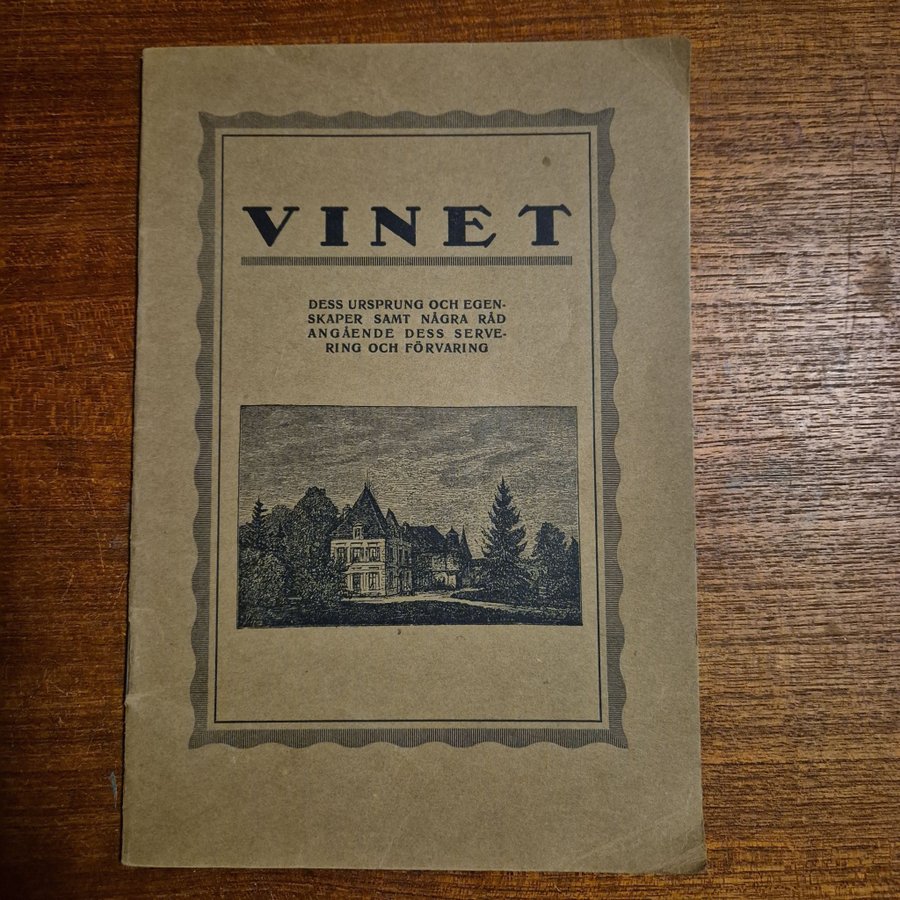 VINET
DESS URSPRUNG OCH EGEN-
SKAPER SAMT NÅGRA RÅD
ANGÅENDE DESS SERVE-
RING OCH FÖRVARING